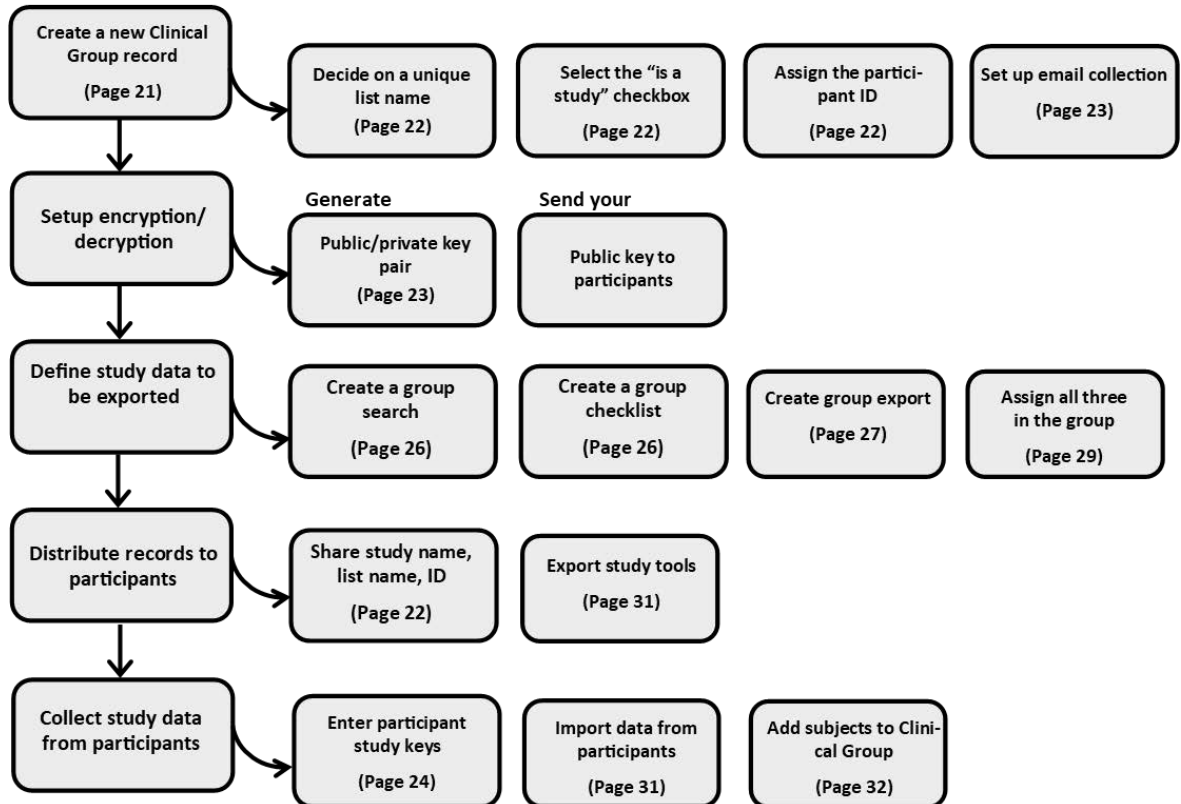 Create a new Clinical
Group record
(Page 21)
Decide on a unique
list name
(Page 22)
Select the “is a
study” checkbox
(Page 22)
Assign the partici-
pant ID
(Page 22)
Set up email collection
(Page 23)
Setup encryption/
decryption
Generate
Public/private key
pair
(Page 23)
Send your
Public key to
participants
Define study data to
be exported
Create a group
search
(Page 26)
Create a group
checklist
(Page 26)
Create group export
(Page 27)
Assign all three
in the group
(Page 29)
Distribute records to
participants
Share study name,
list name, ID
(Page 22)
Export study tools
(Page 31)
Collect study data
from participants
Enter participant
study keys
(Page 24)
Import data from
participants
(Page 31)
Add subjects to Clini-
cal Group
(Page 32)